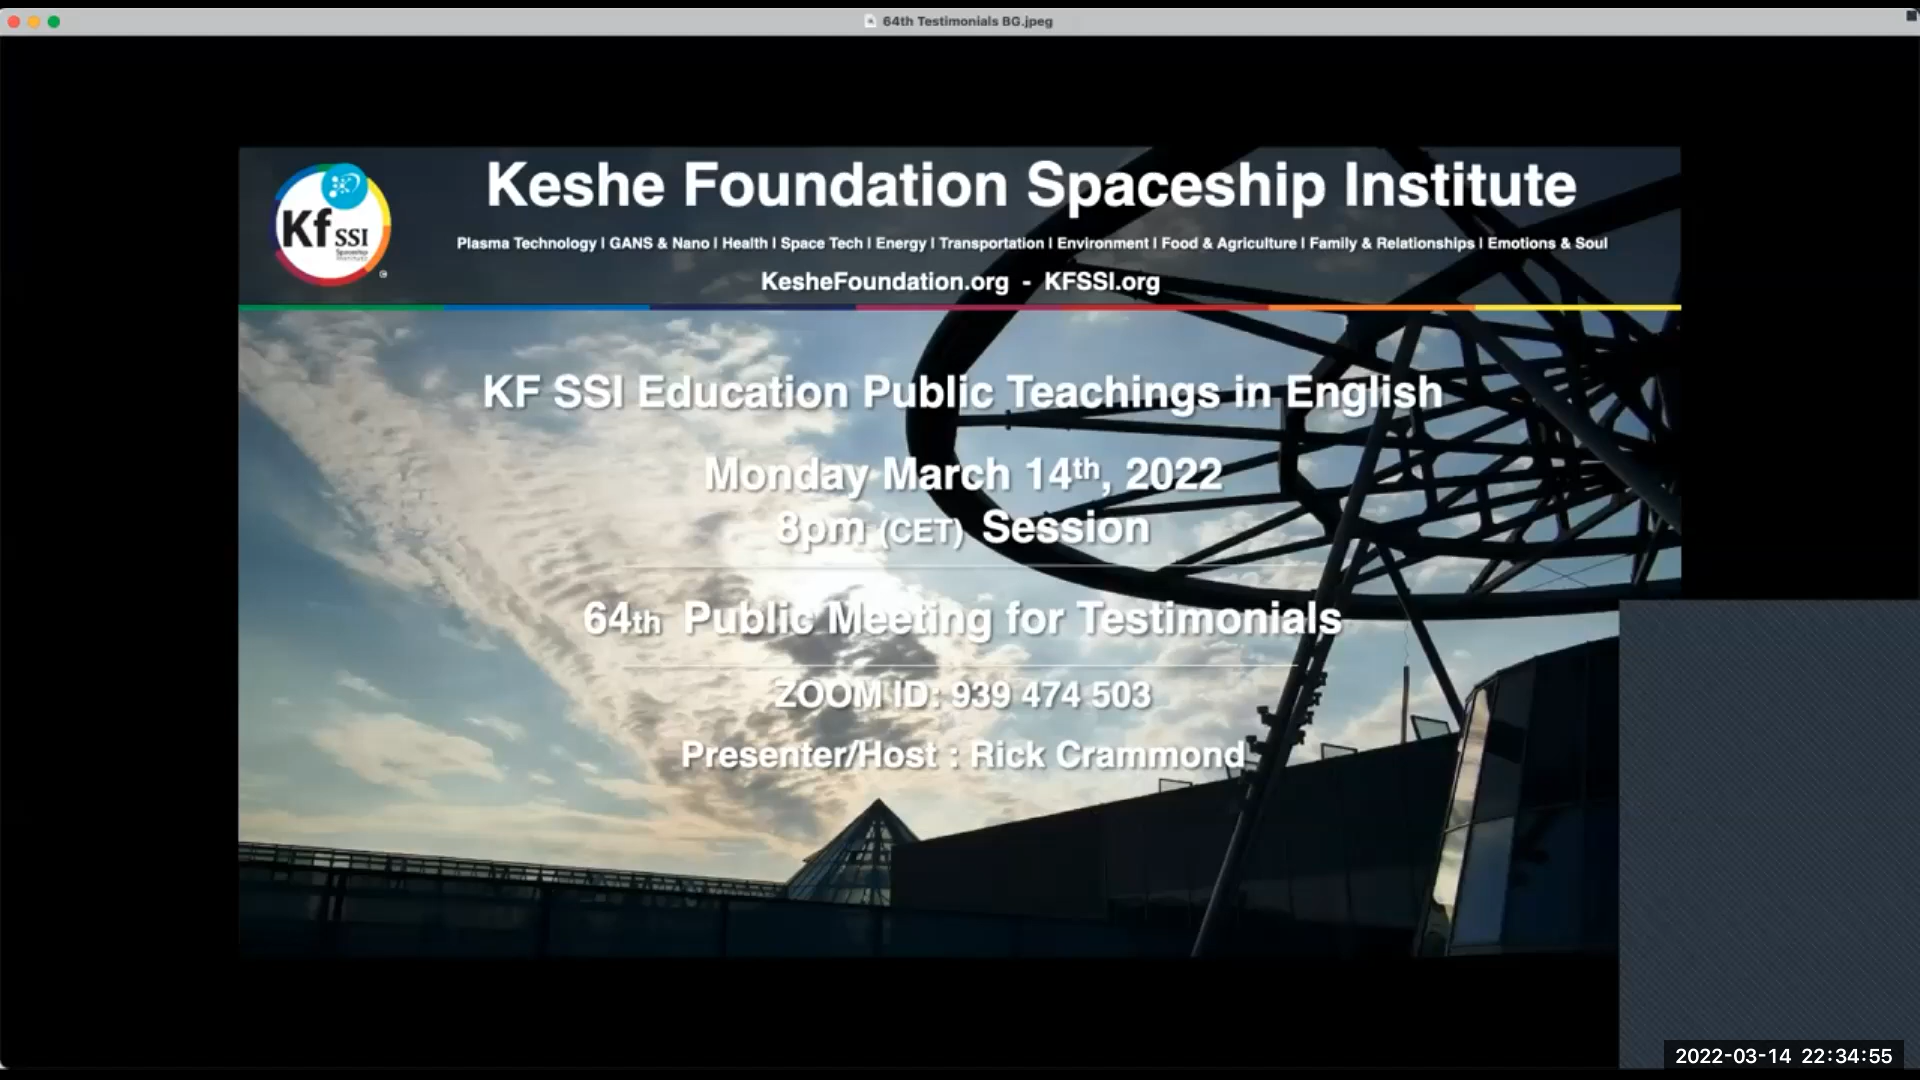 64th Testimonials BG.jpeg
Keshe Foundation Spaceship Institute
Kf SSI
Spaceship
Institute
®
Plasma Technology I GANS & Nano I Health I Space Tech I Energy I Transportation I Environment I Food & Agriculture I Family & Relationships I Emotions & Soul
KesheFoundation.org - KFSSI.org
KF SSI Education Public Teachings in English
Monday March 14th, 2022
8pm (CET) Session
64th Public Meeting for Testimonials
ZOOM ID: 939 474 503
Presenter/Host : Rick Crammond
2022-03-14 22:34:55